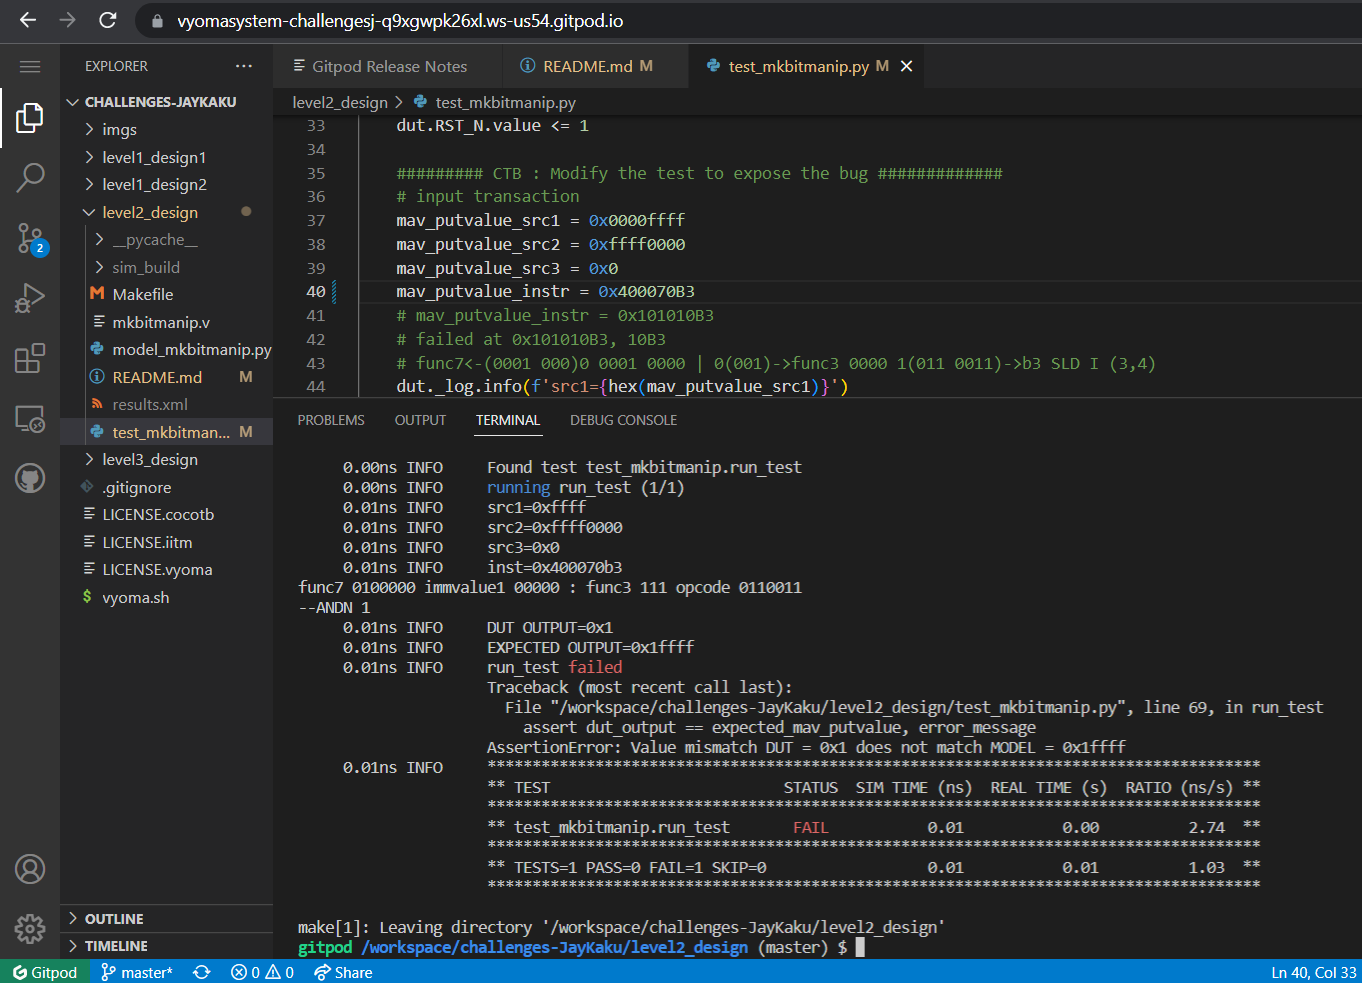 vyomasystem-challengesj-q9xgwpk26xl.ws-us54.gitpod.io
EXPLORER
CHALLENGES-JAYKAKU
imgs
level1_design1
level1_design2
level2_design
__pycache__
sim_build
Makefile
mkbitmanip.v
model_mkbitmanip.py
README.md M
results.xml
test_mkbitman... M
level3_design
.gitignore
LICENSE.cocotb
LICENSE.iitm
LICENSE.vyoma
vyoma.sh
OUTLINE
TIMELINE
2
Gitpod Release Notes README.md M test_mkbitmanip.py M
level2_design > test_mkbitmanip.py
33 dut.RST_N.value <= 1
34
35 ######### CTB : Modify the test to expose the bug #############
36 # input transaction
37 mav_putvalue_src1 = 0x0000ffff
38 mav_putvalue_src2 = 0xffff0000
39 mav_putvalue_src3 = 0x0
40 mav_putvalue_instr = 0x400070B3
41 # mav_putvalue_instr = 0x101010B3
42 # failed at 0x101010B3, 10B3
43 # func7<-(0001 000)0 0001 0000 | 0(001)->func3 0000 1(011 0011)->b3 SLD I (3,4)
44 dut._log.info(f'src1={hex(mav_putvalue_src1)}')
PROBLEMS OUTPUT TERMINAL DEBUG CONSOLE
0.00ns INFO Found test test_mkbitmanip.run_test
0.00ns INFO running run_test (1/1)
0.01ns INFO src1=0xffff
0.01ns INFO src2=0xffff0000
0.01ns INFO src3=0x0
0.01ns INFO inst=0x400070b3
func7 0100000 immvalue1 00000 : func3 111 opcode 0110011
--ANDN 1
0.01ns INFO DUT OUTPUT=0x1
0.01ns INFO EXPECTED OUTPUT=0x1ffff
0.01ns INFO run_test failed
Traceback (most recent call last):
File "/workspace/challenges-JayKaku/level2_design/test_mkbitmanip.py", line 69, in run_test
assert dut_output == expected_mav_putvalue, error_message
AssertionError: Value mismatch DUT = 0x1 does not match MODEL = 0x1ffff
0.01ns INFO **************************************************************************************
** TEST STATUS SIM TIME (ns) REAL TIME (s) RATIO (ns/s) **
**************************************************************************************
** test_mkbitmanip.run_test FAIL 0.01 0.00 2.74 **
**************************************************************************************
** TESTS=1 PASS=0 FAIL=1 SKIP=0 0.01 0.01 1.03 **
**************************************************************************************
make[1]: Leaving directory '/workspace/challenges-JayKaku/level2_design'
gitpod /workspace/challenges-JayKaku/level2_design (master) $
Gitpod master* 0 0 Share Ln 40, Col 33